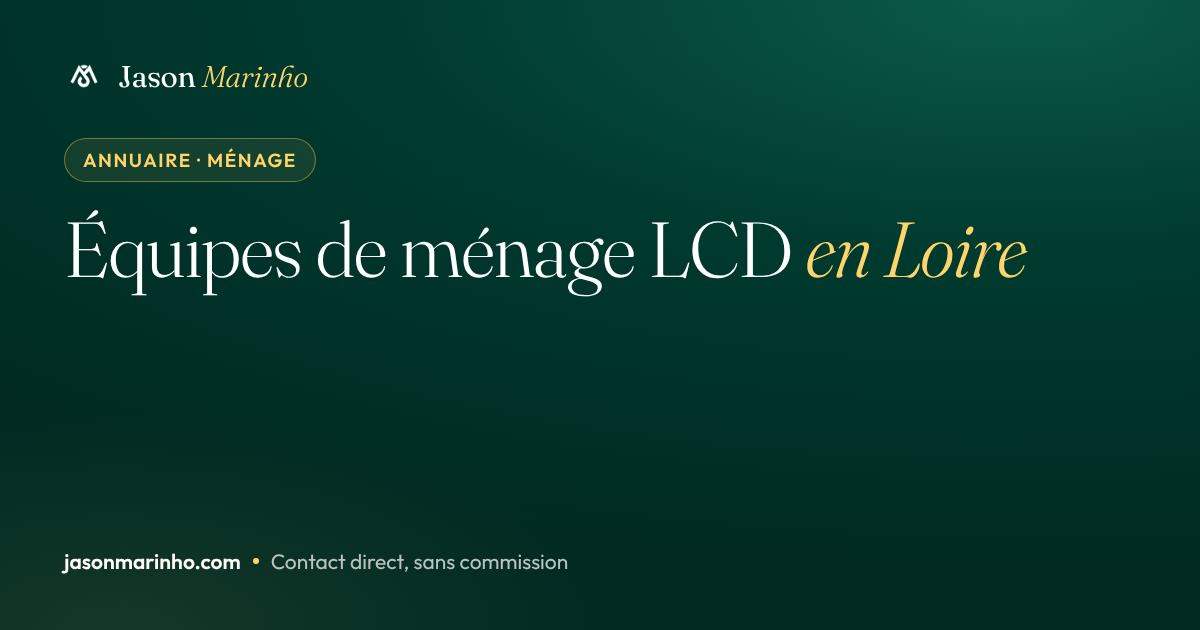 Jason Marinho
ANNUAIRE · MÉNAGE
Équipes de ménage LCD en Loire
jasonmarinho.com • Contact direct, sans commission